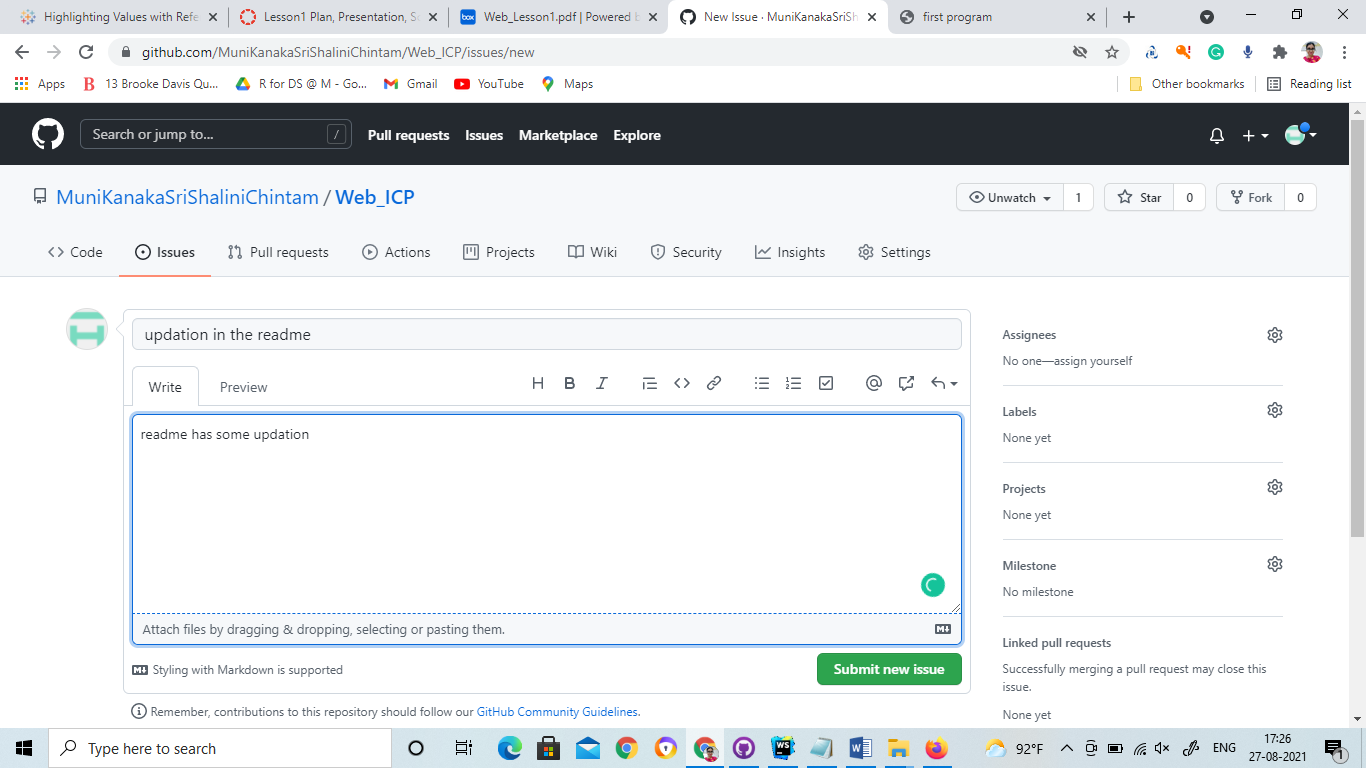 Highlighting Values with Refe
Lesson1 Plan, Presentation, S
Web_Lesson1.pdf | Powered b
New Issue · MuniKanakaSriSh
first program
github.com/MuniKanakaSriShaliniChintam/Web_ICP/issues/new
Apps
13 Brooke Davis Qu...
R for DS @ M - Go...
Gmail
YouTube
Maps
Other bookmarks
Reading list
Search or jump to...
/
Pull requests
Issues
Marketplace
Explore
MuniKanakaSriShaliniChintam / Web_ICP
Unwatch
1
Star
0
Fork
0
Code
Issues
Pull requests
Actions
Projects
Wiki
Security
Insights
Settings
updation in the readme
Write
Preview
readme has some updation
Attach files by dragging & dropping, selecting or pasting them.
Styling with Markdown is supported
Submit new issue
Remember, contributions to this repository should follow our GitHub Community Guidelines.
Assignees
No one—assign yourself
Labels
None yet
Projects
None yet
Milestone
No milestone
Linked pull requests
Successfully merging a pull request may close this
issue.
None yet
Type here to search
92°F
ENG
17:26
27-08-2021
1